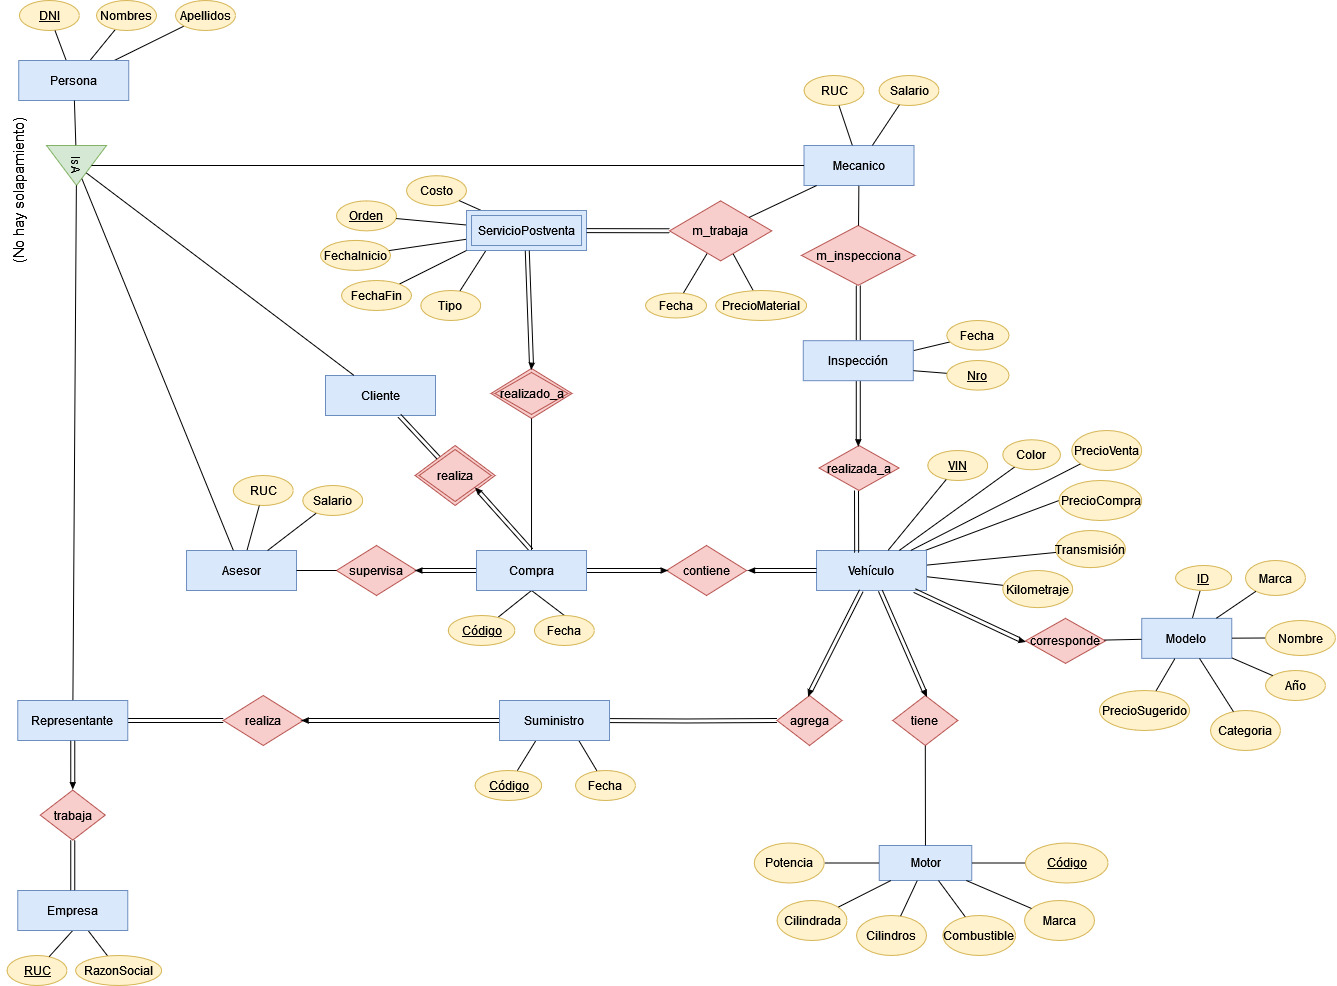 DNI
Nombres
Apellidos
Persona
(No hay solapamiento)
IsA
RUC
Salario
Mecanico
Costo
Orden
ServicioPostventa
FechaInicio
FechaFin
Tipo
m_trabaja
Fecha
PrecioMaterial
m_inspecciona
Fecha
Inspección
Nro
Cliente
realizado_a
realiza
realizada_a
VIN
Color
PrecioVenta
PrecioCompra
Transmisión
Kilometraje
RUC
Salario
Asesor
supervisa
Compra
contiene
Vehículo
Código
Fecha
ID
Marca
corresponde
Modelo
Nombre
Año
PrecioSugerido
Categoria
Representante
realiza
Suministro
agrega
tiene
Código
Fecha
trabaja
Potencia
Motor
Código
Cilindrada
Cilindros
Combustible
Marca
Empresa
RUC
RazonSocial